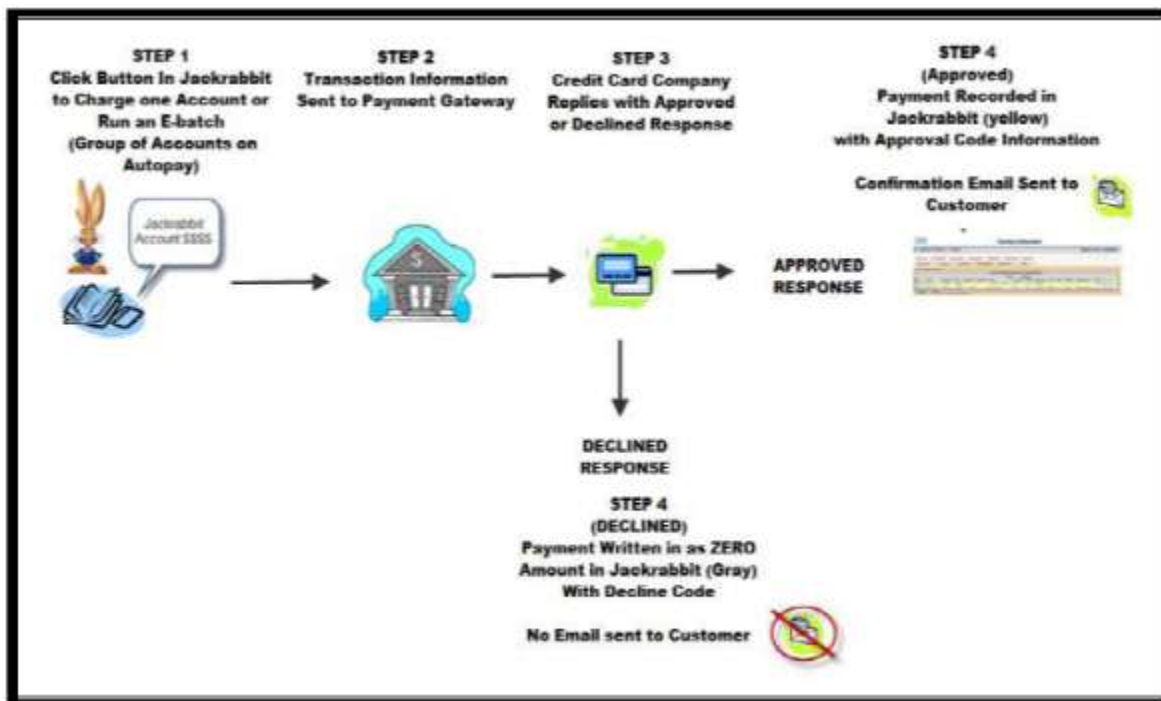 STEP 1
Click Button In Jackrabbit
to Charge one Account or
Run an E-batch
(Group of Accounts on
Autopay)
Jackrabbit
Account $$$$
STEP 2
Transaction Information
Sent to Payment Gateway
STEP 3
Credit Card Company
Replies with Approved
or Declined Response
STEP 4
(Approved)
Payment Recorded in
Jackrabbit (yellow)
with Approval Code Information
Confirmation Email Sent to
Customer
APPROVED
RESPONSE
DECLINED
RESPONSE
STEP 4
(DECLINED)
Payment Written in as ZERO
Amount in Jackrabbit (Gray)
With Decline Code
No Email sent to Customer